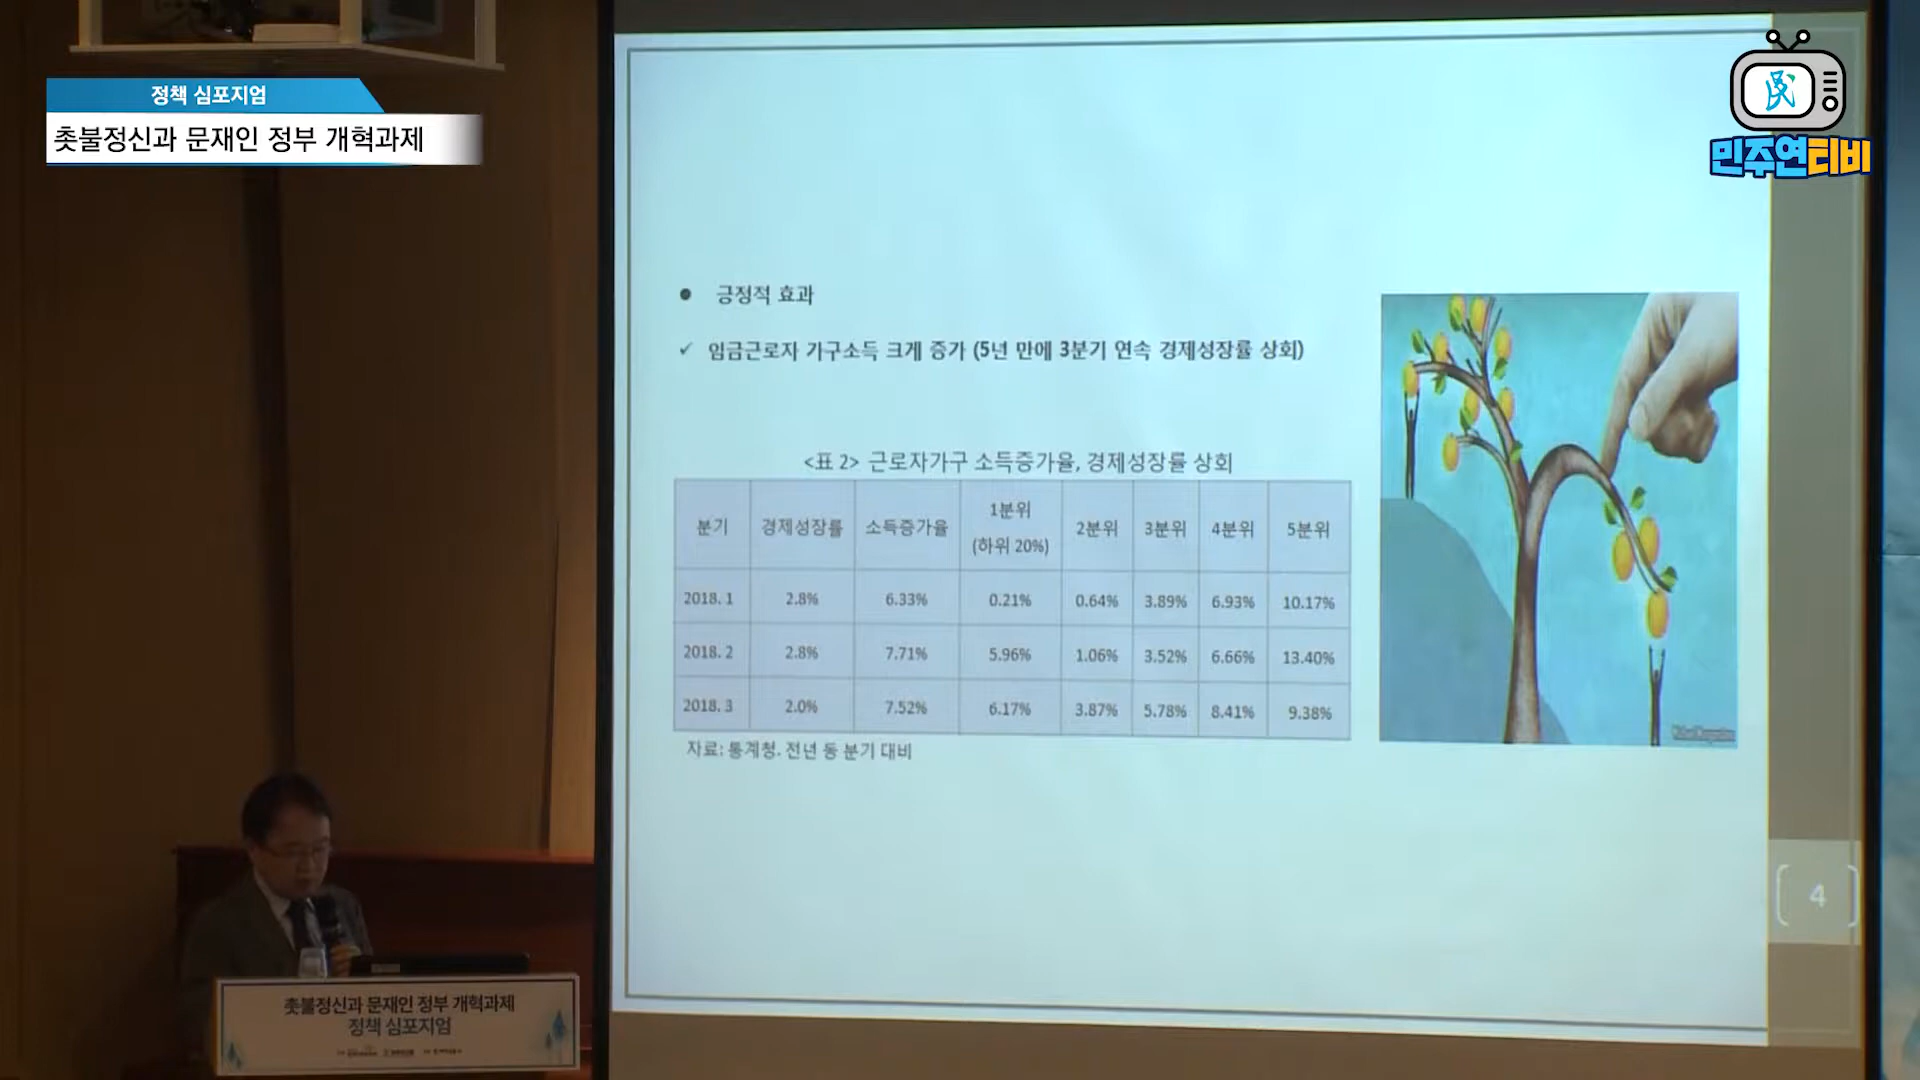 정책 심포지엄
촛불정신과 문재인 정부 개혁과제
民
민주연티비
● 긍정적 효과
✓ 임금근로자 가구소득 크게 증가 (5년 만에 3분기 연속 경제성장률 상회)
<표 2> 근로자가구 소득증가율, 경제성장률 상회
분기 경제성장률 소득증가율 1분위 (하위 20%) 2분위 3분위 4분위 5분위
2018. 1 2.8% 6.33% 0.21% 0.64% 3.89% 6.93% 10.17%
2018. 2 2.8% 7.71% 5.96% 1.06% 3.52% 6.66% 13.40%
2018. 3 2.0% 7.52% 6.17% 3.87% 5.78% 8.41% 9.38%
자료: 통계청. 전년 동 분기 대비
4
촛불정신과 문재인 정부 개혁과제
정책 심포지엄